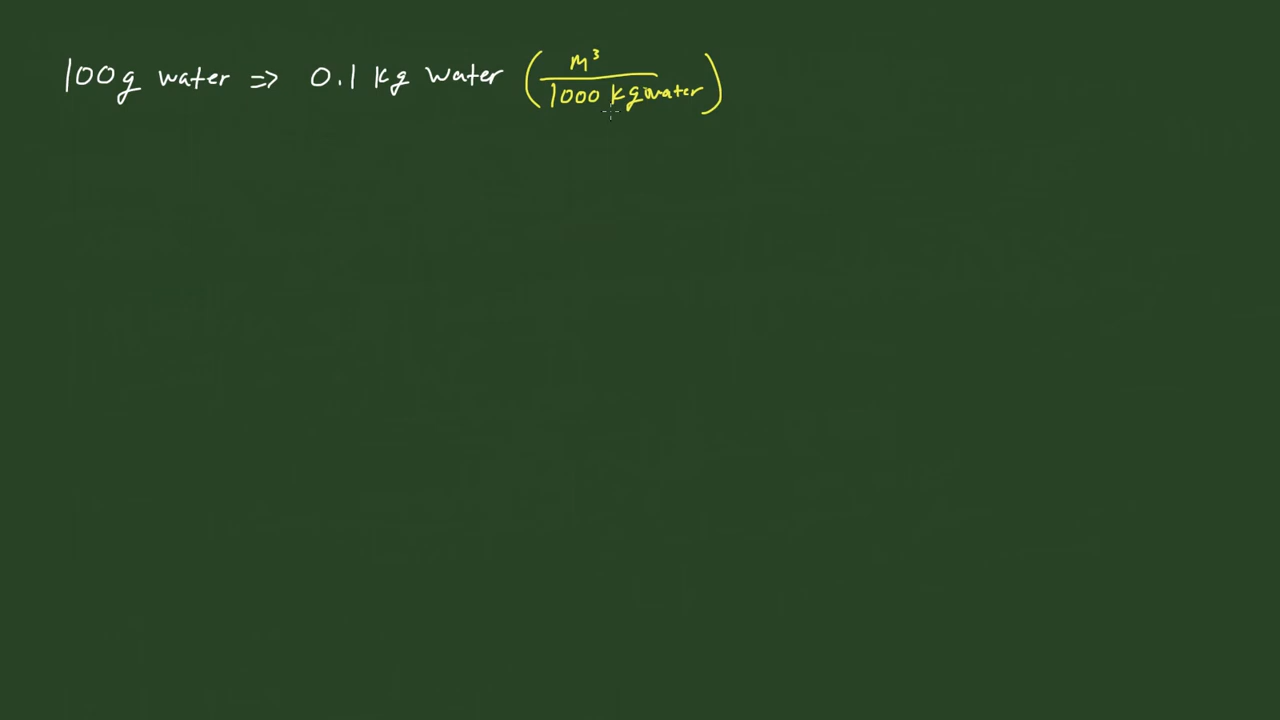 100g water => 0.1 kg water ( m³ / 1000 kg water )